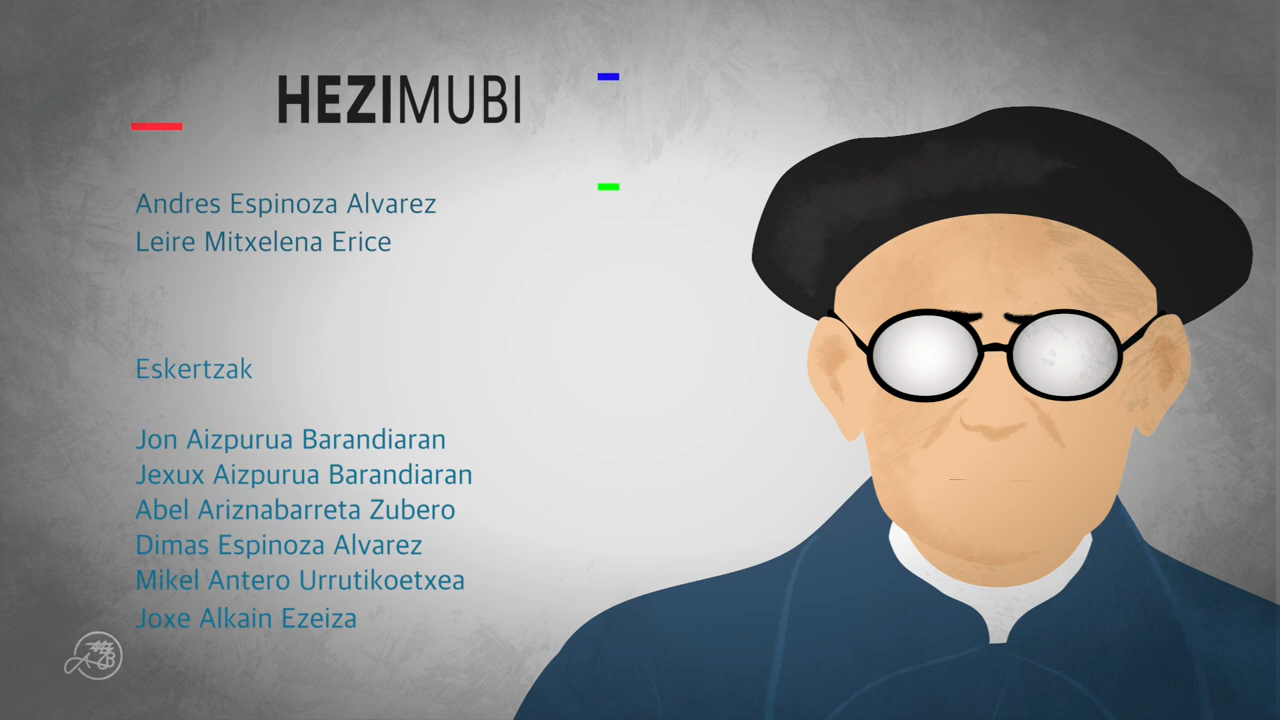 HEZIMUBI
Andres Espinoza Alvarez
Leire Mitxelena Erice
Eskertzak
Jon Aizpurua Barandiaran
Jexux Aizpurua Barandiaran
Abel Ariznabarreta Zubero
Dimas Espinoza Alvarez
Mikel Antero Urrutikoetxea
Joxe Alkain Ezeiza